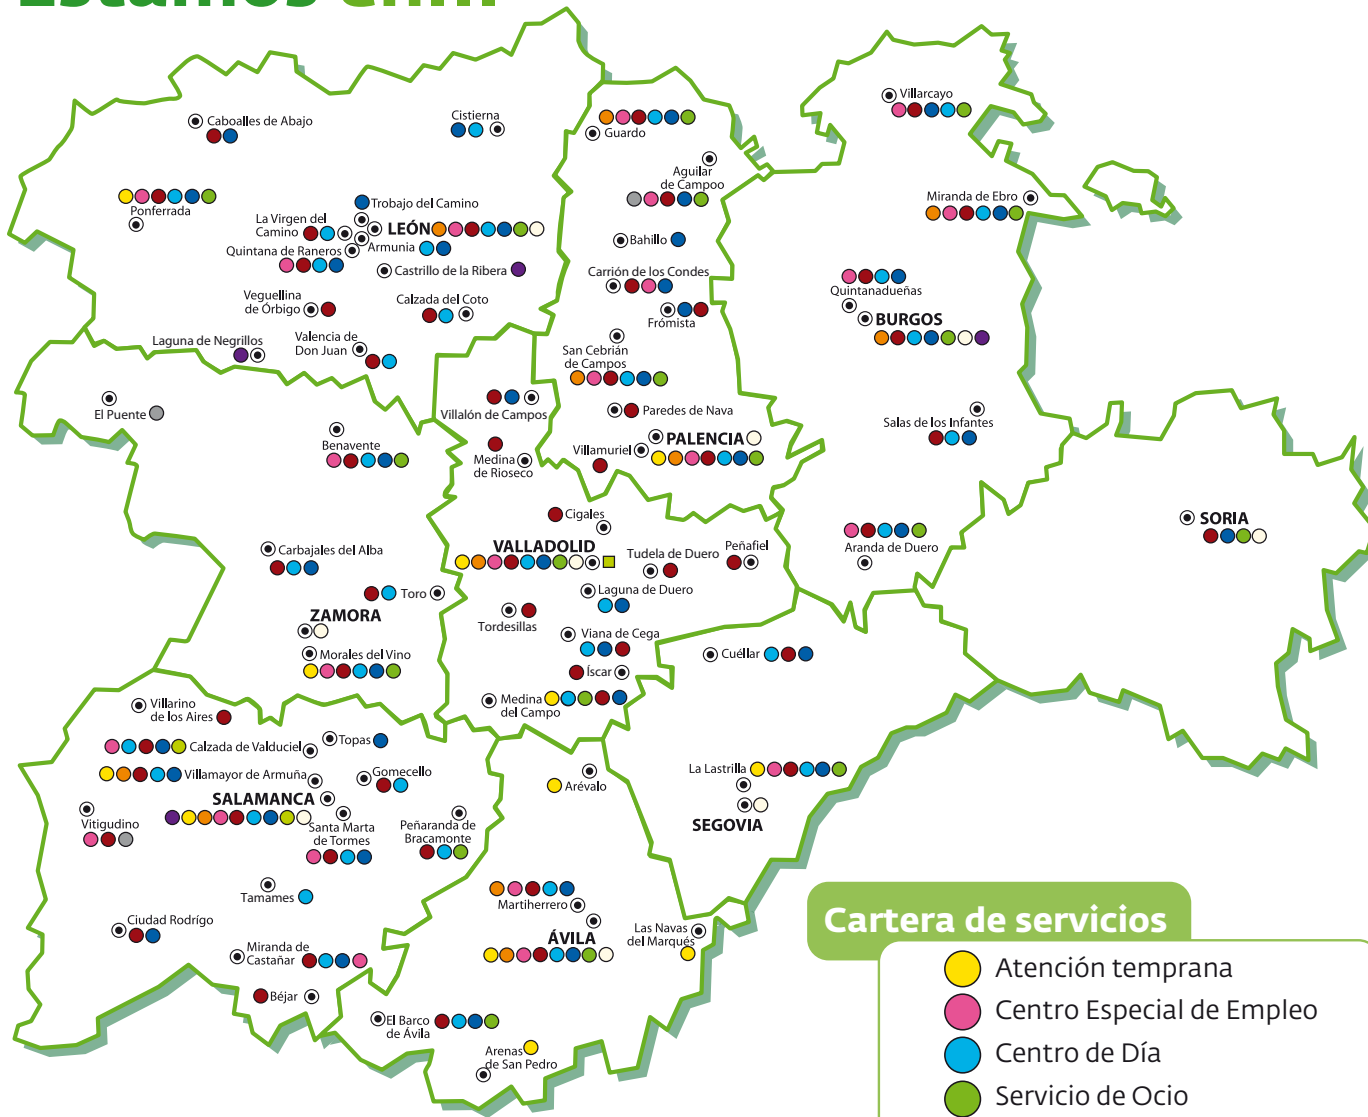 Estamos en...
Villarcayo
Caboalles de Abajo
Cistierna
Guardo
Aguilar
de Campoo
Miranda de Ebro
Ponferrada
Trobajo del Camino
La Virgen del
Camino
LEÓN
Armunia
Bahillo
Quintana de Raneros
Castrillo de la Ribera
Carrión de los Condes
Quintanadueñas
Veguellina
de Órbigo
Calzada del Coto
Frómista
BURGOS
Laguna de Negrillos
Valencia de
Don Juan
San Cebrián
de Campos
El Puente
Villalón de Campos
Paredes de Nava
Salas de los Infantes
Benavente
Medina
de Rioseco
Villamuriel
PALENCIA
Cigales
SORIA
Carbajales del Alba
VALLADOLID
Tudela de Duero
Peñafiel
Aranda de Duero
Toro
Laguna de Duero
ZAMORA
Tordesillas
Viana de Cega
Morales del Vino
Íscar
Cuéllar
Medina
del Campo
Villarino
de los Aires
Calzada de Valduciel
Topas
Villamayor de Armuña
Gomecello
Arévalo
La Lastrilla
SALAMANCA
Vitigudino
Santa Marta
de Tormes
Peñaranda de
Bracamonte
SEGOVIA
Tamames
Martiherrero
Ciudad Rodrígo
Miranda de
Castañar
ÁVILA
Las Navas
del Marqués
Béjar
El Barco
de Ávila
Arenas
de San Pedro
Cartera de servicios
Atención temprana
Centro Especial de Empleo
Centro de Día
Servicio de Ocio